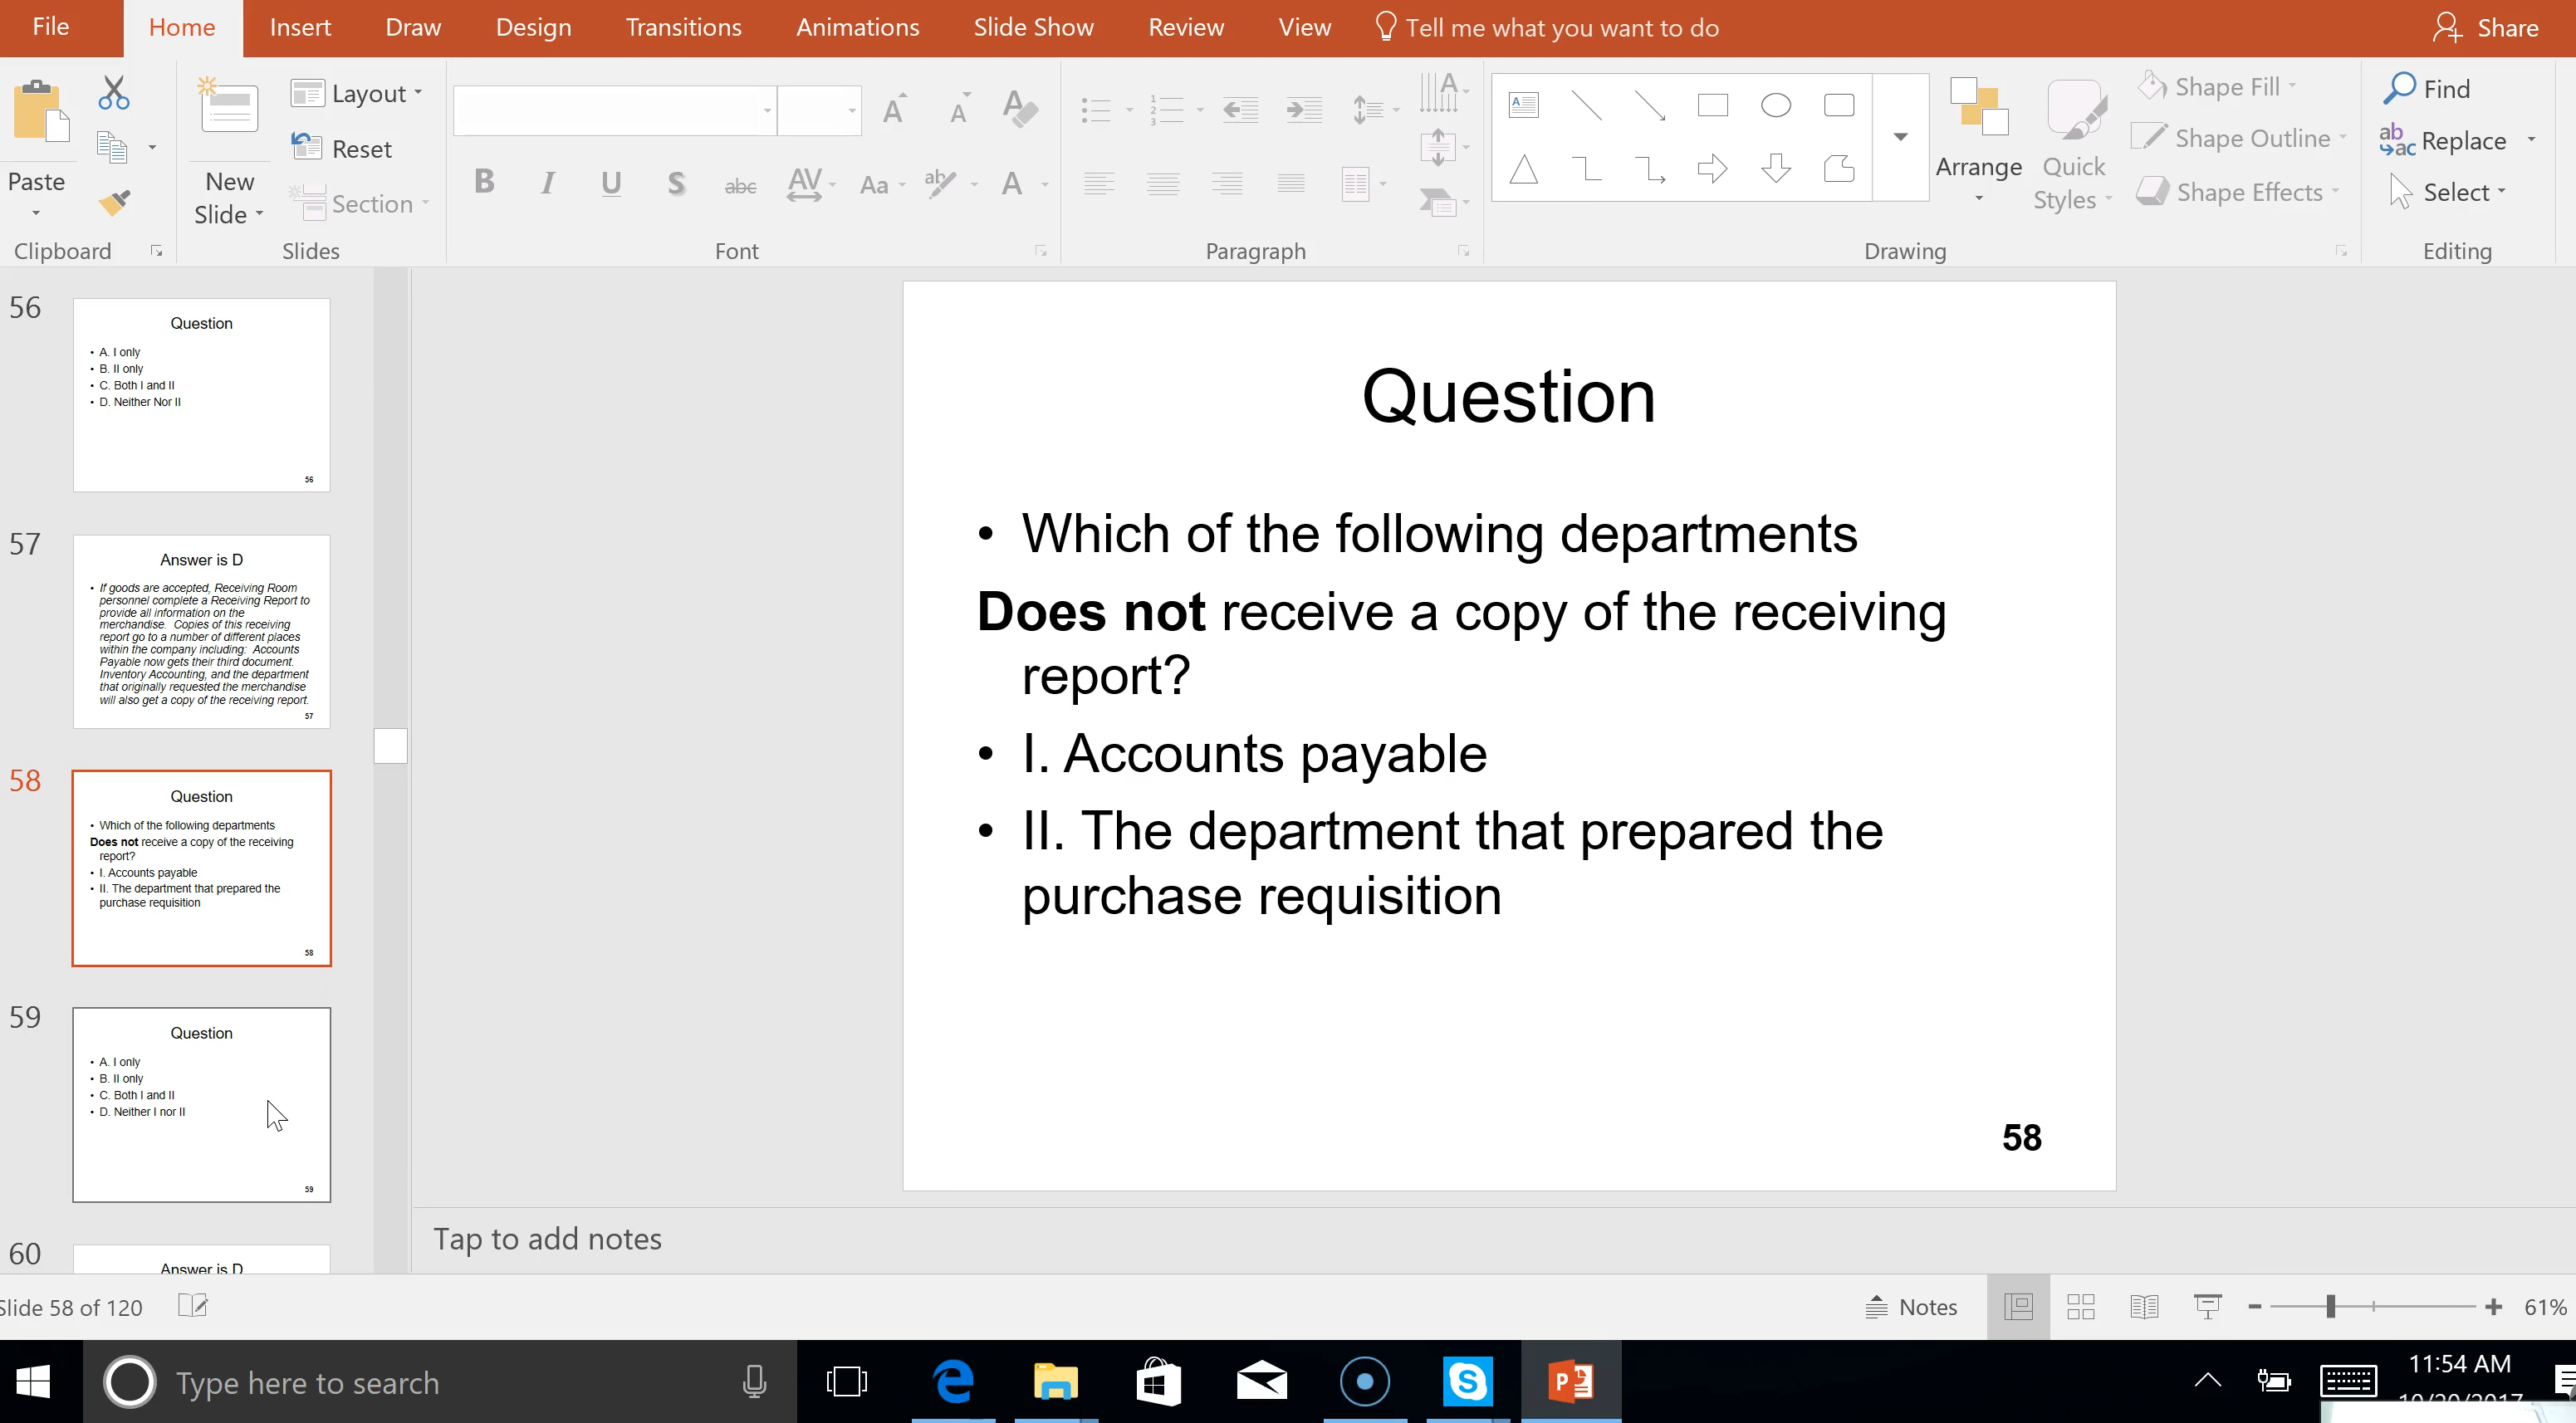 File Home Insert Draw Design Transitions Animations Slide Show Review View Tell me what you want to do Share
Paste
New
Slide
Layout
Reset
Section
A A A
B I U S abc AV Aa ab A
Arrange
Quick
Styles
Shape Fill
Shape Outline
Shape Effects
Find
Replace
Select
Clipboard Slides Font Paragraph Drawing Editing
56
Question
• A. I only
• B. II only
• C. Both I and II
• D. Neither Nor II
56
57
Answer is D
• If goods are accepted, Receiving Room
personnel complete a Receiving Report to
provide all information on the
merchandise. Copies of this receiving
report go to a number of different places
within the company including: Accounts
Payable now gets their third document.
Inventory Accounting, and the department
that originally requested the merchandise
will also get a copy of the receiving report.
57
58
Question
• Which of the following departments
Does not receive a copy of the receiving
report?
• I. Accounts payable
• II. The department that prepared the
purchase requisition
58
59
Question
• A. I only
• B. II only
• C. Both I and II
• D. Neither I nor II
59
60
Answer is D
Question
• Which of the following departments
Does not receive a copy of the receiving
report?
• I. Accounts payable
• II. The department that prepared the
purchase requisition
58
Tap to add notes
Slide 58 of 120
Notes
61%
Type here to search
11:54 AM